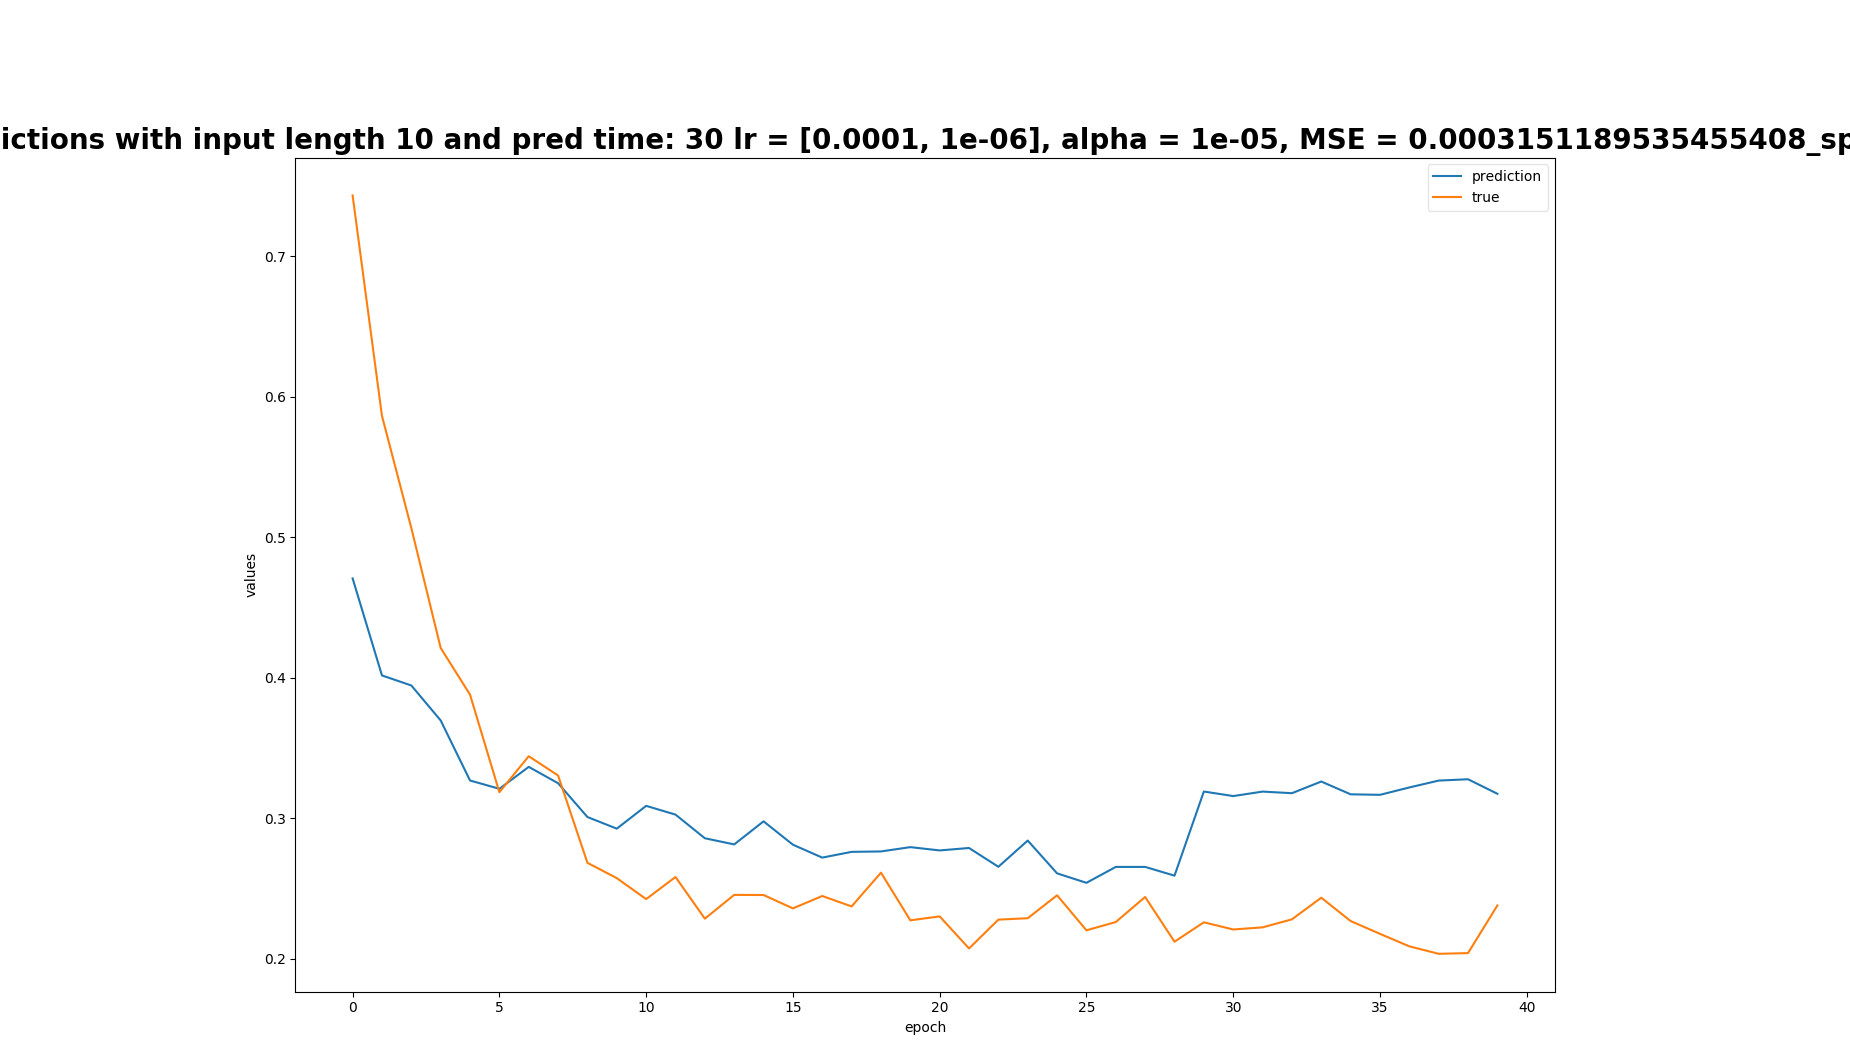 ictions with input length 10 and pred time: 30 lr = [0.0001, 1e-06], alpha = 1e-05, MSE = 0.0003151189535455408_sp
prediction
true
0.7
0.6
0.5
0.4
0.3
0.2
values
0 5 10 15 20 25 30 35 40
epoch